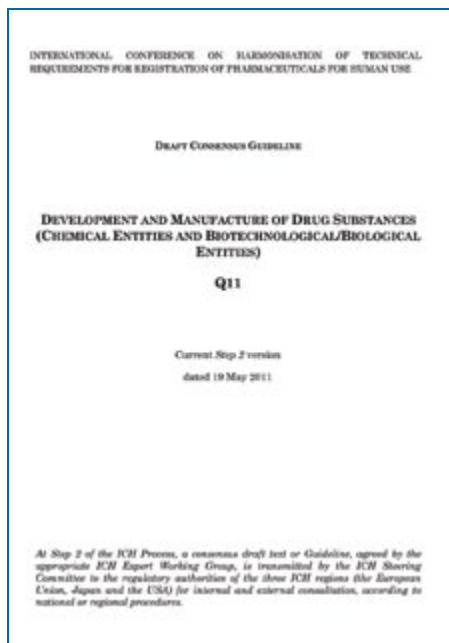 INTERNATIONAL CONFERENCE ON HARMONISATION OF TECHNICAL
REQUIREMENTS FOR REGISTRATION OF PHARMACEUTICALS FOR HUMAN USE
DRAFT CONSENSUS GUIDELINE
DEVELOPMENT AND MANUFACTURE OF DRUG SUBSTANCES
(CHEMICAL ENTITIES AND BIOTECHNOLOGICAL/BIOLOGICAL
ENTITIES)
Q11
Current Step 2 version
dated 19 May 2011
At Step 2 of the ICH Process, a consensus draft text or Guideline, agreed by the
appropriate ICH Expert Working Group, is transmitted by the ICH Steering
Committee to the regulatory authorities of the three ICH regions (the European
Union, Japan and the USA) for internal and external consultation, according to
national or regional procedures.